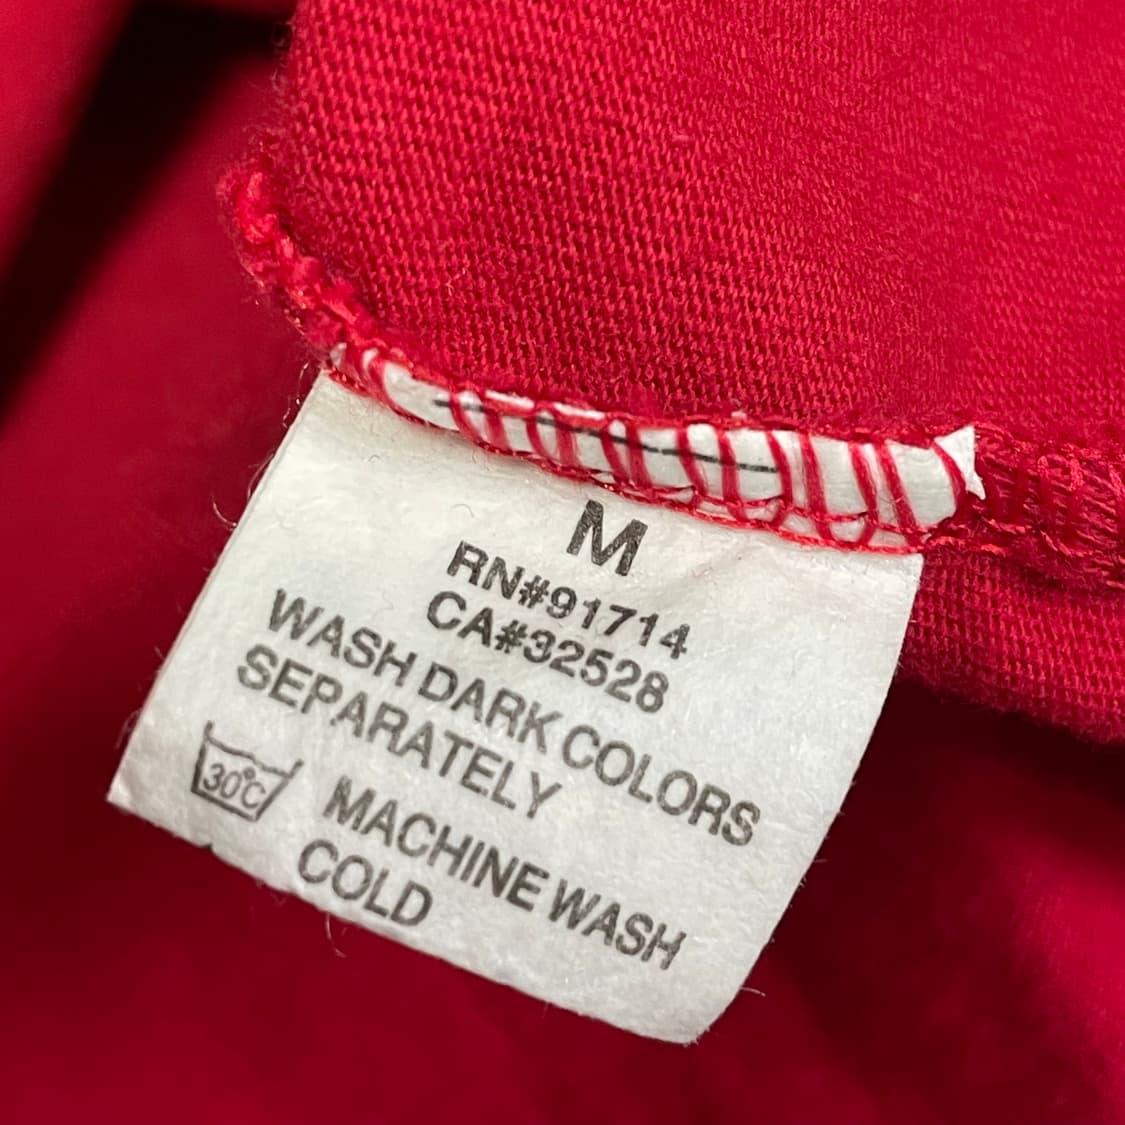 M
RN#91714
CA#32528
WASH DARK COLORS
SEPARATELY
30°C MACHINE WASH
COLD